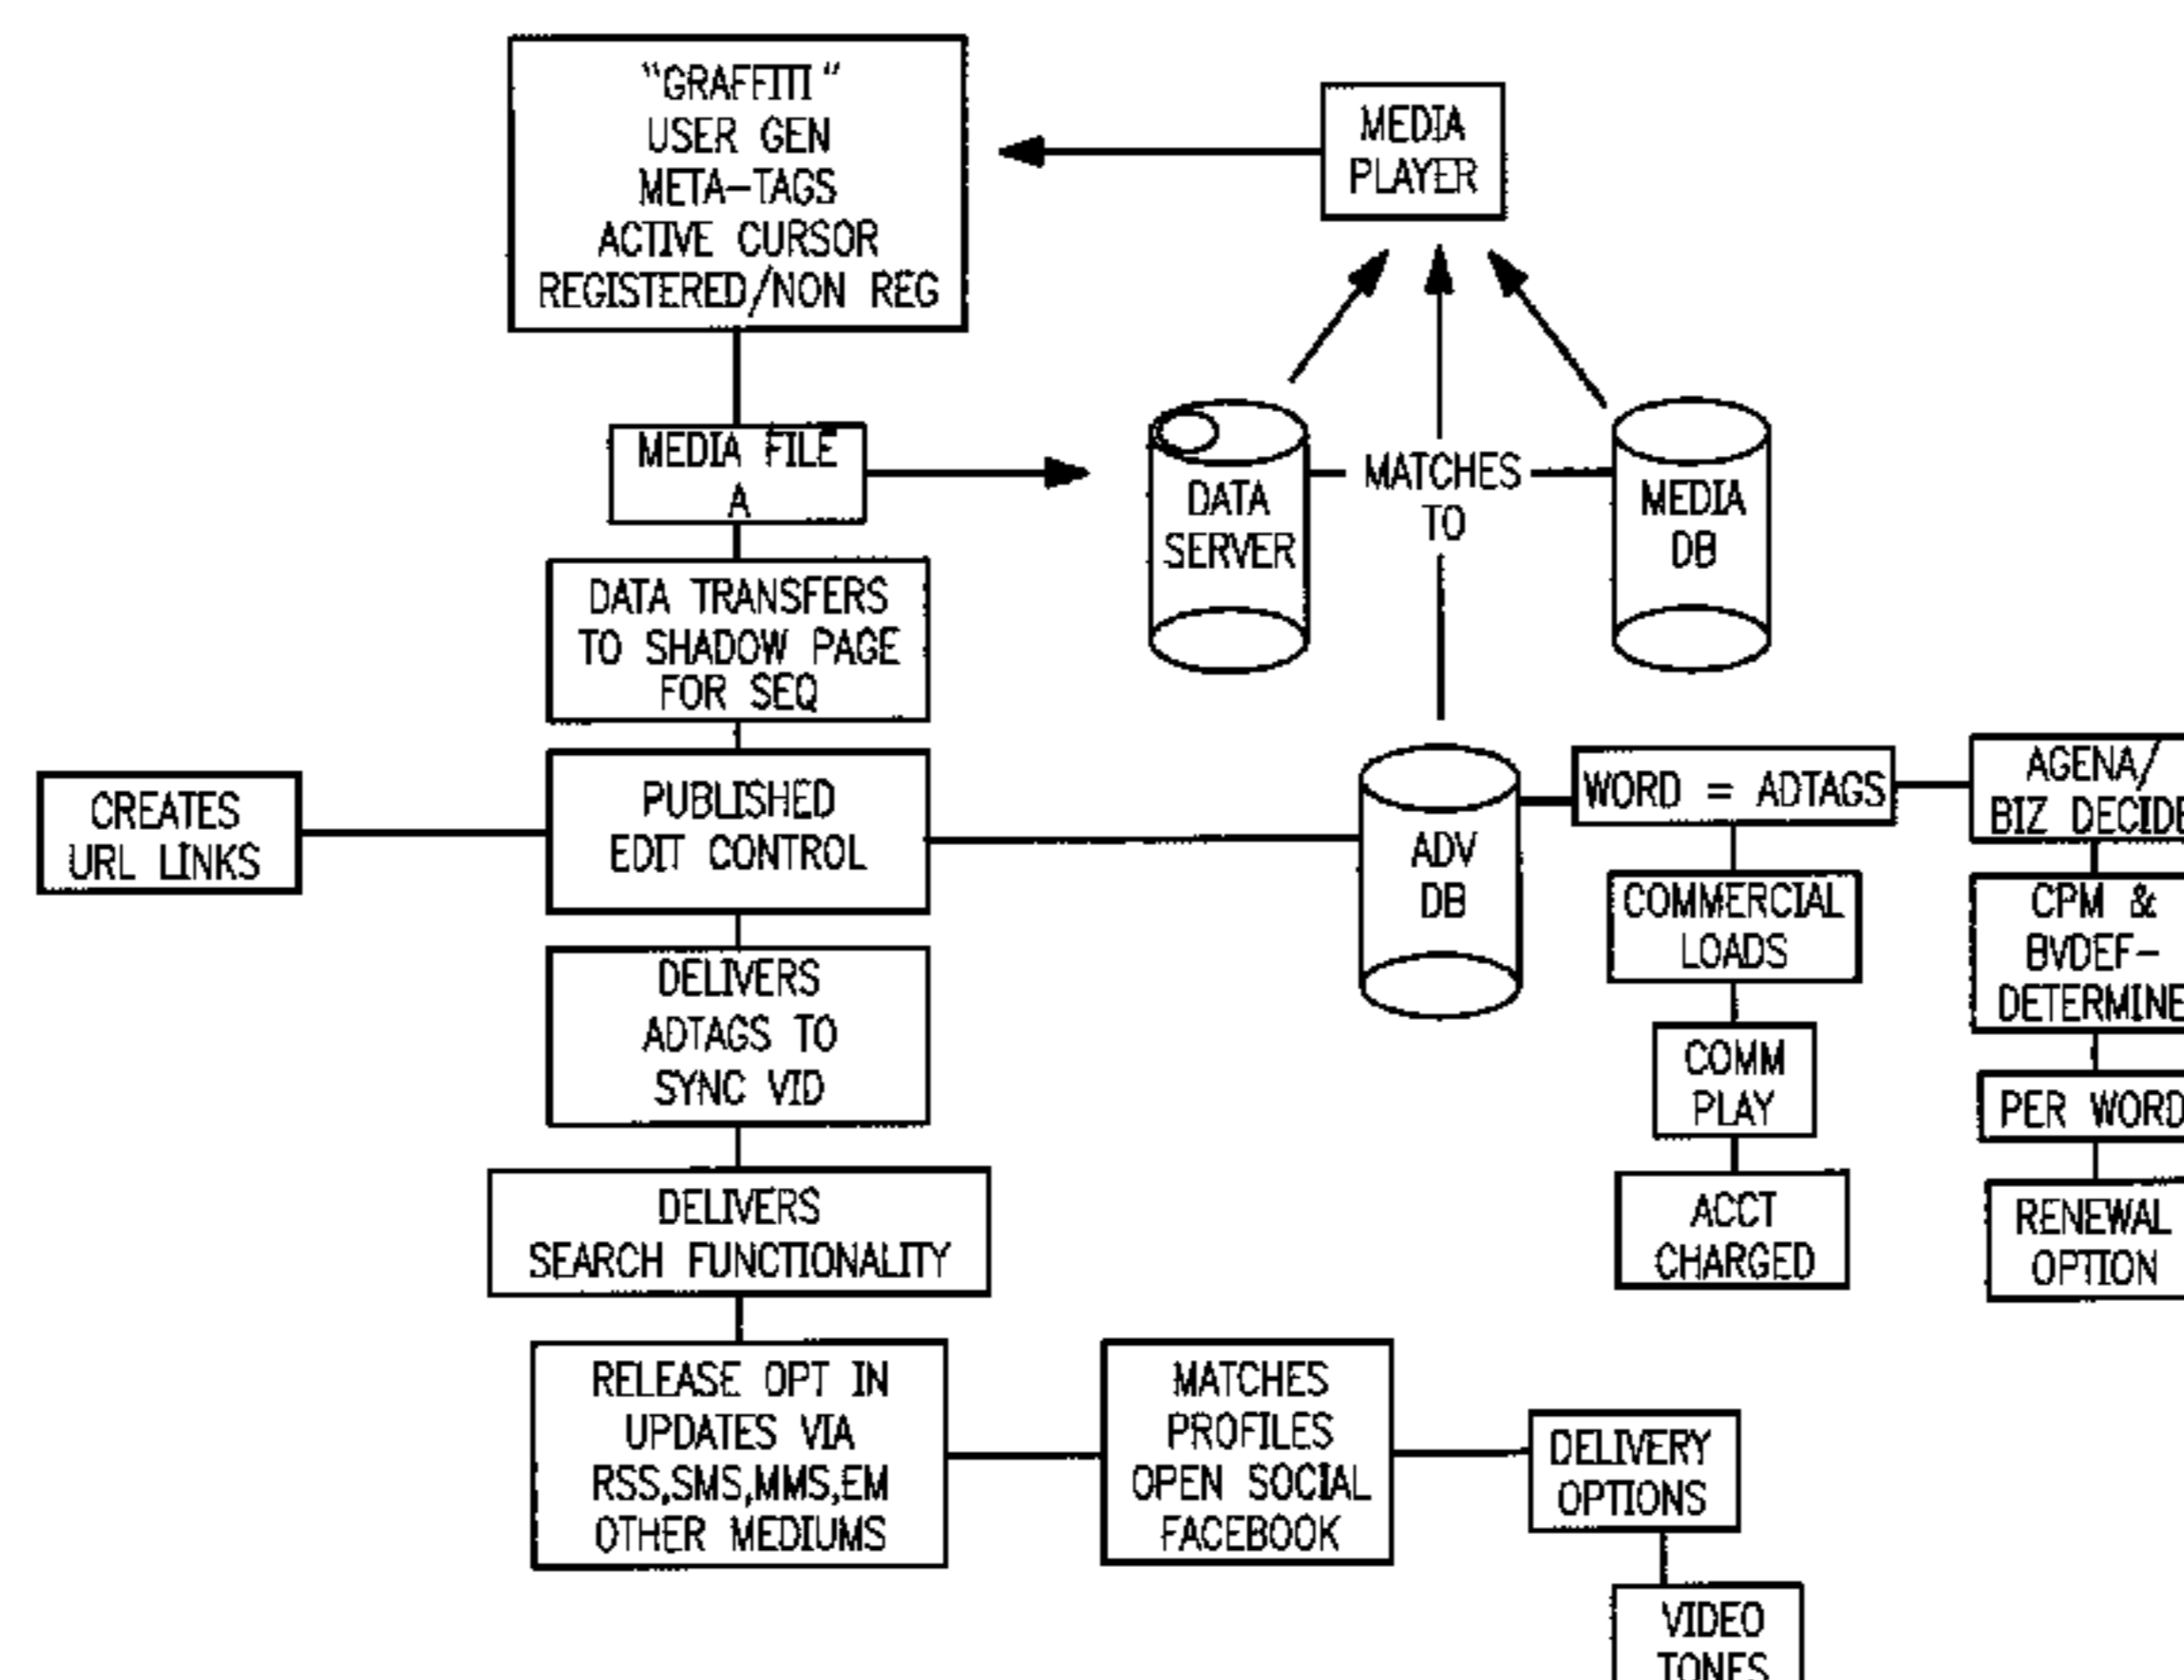 "GRAFFITI"
USER GEN
META-TAGS
ACTIVE CURSOR
REGISTERED/NON REG
MEDIA
PLAYER
MEDIA FILE
A
DATA
SERVER
MATCHES
TO
MEDIA
DB
DATA TRANSFERS
TO SHADOW PAGE
FOR SEQ
CREATES
URL LINKS
PUBLISHED
EDIT CONTROL
ADV
DB
WORD = ADTAGS
AGENA/
BIZ DECIDE
COMMERCIAL
LOADS
CPM &
BVDEF-
DETERMINE
DELIVERS
ADTAGS TO
SYNC VID
COMM
PLAY
PER WORD
DELIVERS
SEARCH FUNCTIONALITY
ACCT
CHARGED
RENEWAL
OPTION
RELEASE OPT IN
UPDATES VIA
RSS,SMS,MMS,EM
OTHER MEDIUMS
MATCHES
PROFILES
OPEN SOCIAL
FACEBOOK
DELIVERY
OPTIONS
VIDEO
TONES